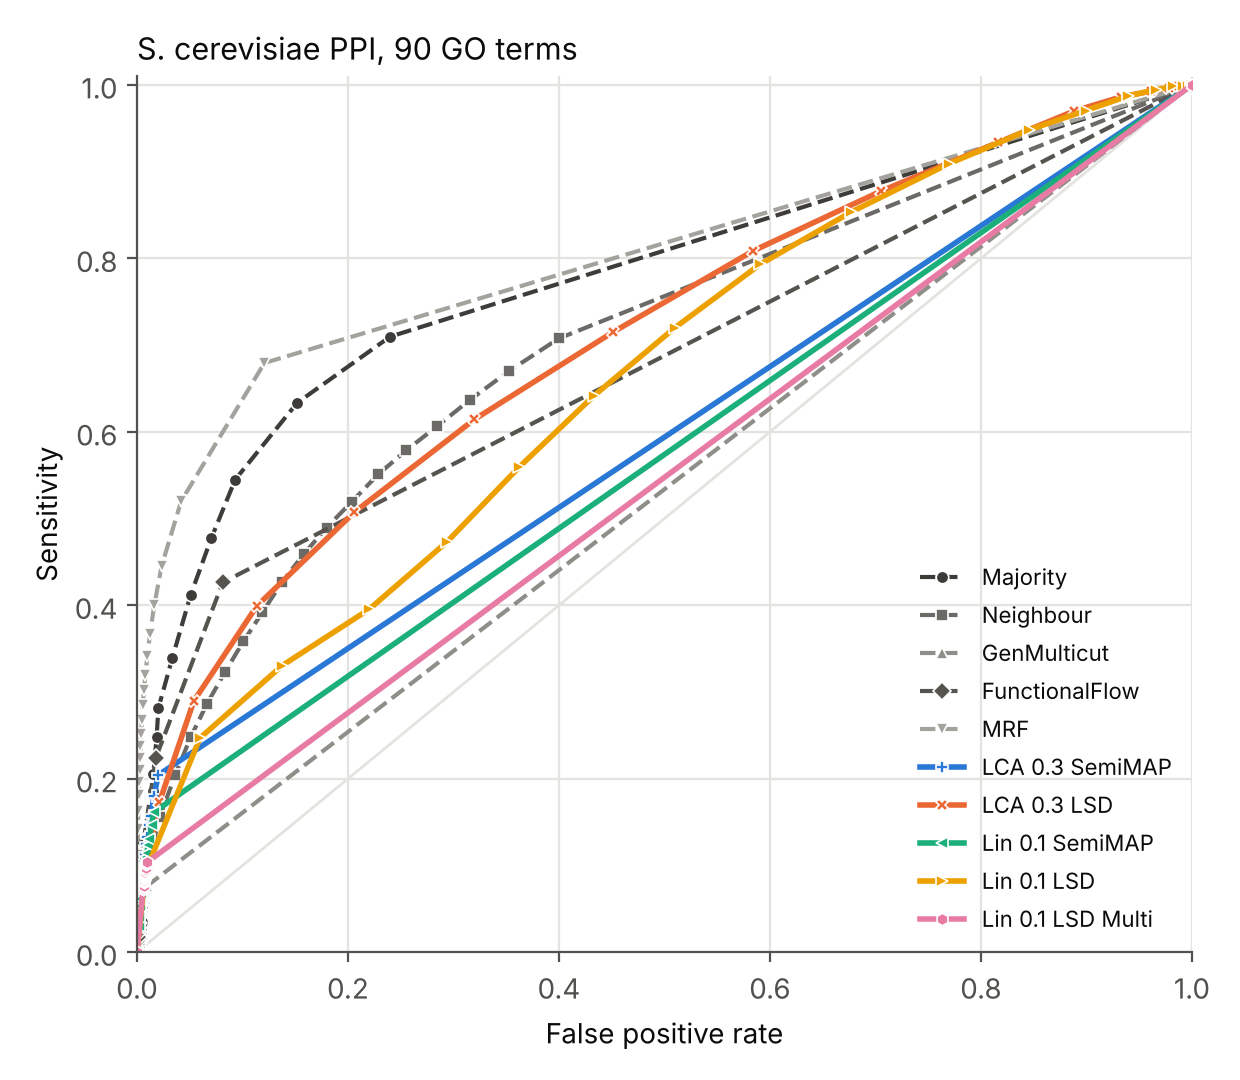 S. cerevisiae PPI, 90 GO terms
1.0
0.8
0.6
0.4
0.2
0.0
Sensitivity
Majority
Neighbour
GenMulticut
FunctionalFlow
MRF
LCA 0.3 SemiMAP
LCA 0.3 LSD
Lin 0.1 SemiMAP
Lin 0.1 LSD
Lin 0.1 LSD Multi
0.0 0.2 0.4 0.6 0.8 1.0
False positive rate